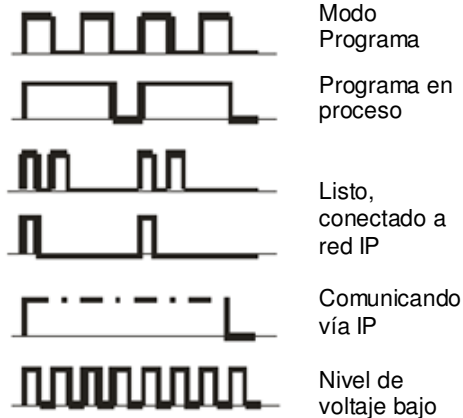 Modo
Programa
Programa en
proceso
Listo,
conectado a
red IP
Comunicando
vía IP
Nivel de
voltaje bajo